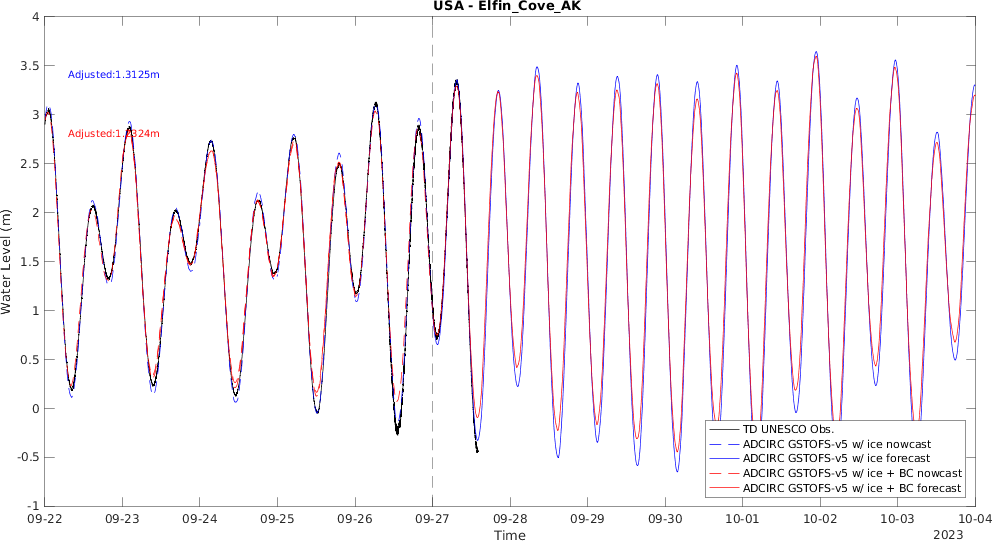 USA - Elfin_Cove_AK
Adjusted:1.3125m
Water Level (m)
4
3.5
3
2.5
2
1.5
1
0.5
0
-0.5
-1
TD UNESCO Obs.
ADCIRC GSTOFS-v5 w/ ice nowcast
ADCIRC GSTOFS-v5 w/ ice forecast
ADCIRC GSTOFS-v5 w/ ice + BC nowcast
ADCIRC GSTOFS-v5 w/ ice + BC forecast
09-22 09-23 09-24 09-25 09-26 09-27 09-28 09-29 09-30 10-01 10-02 10-03 10-04
Time
2023